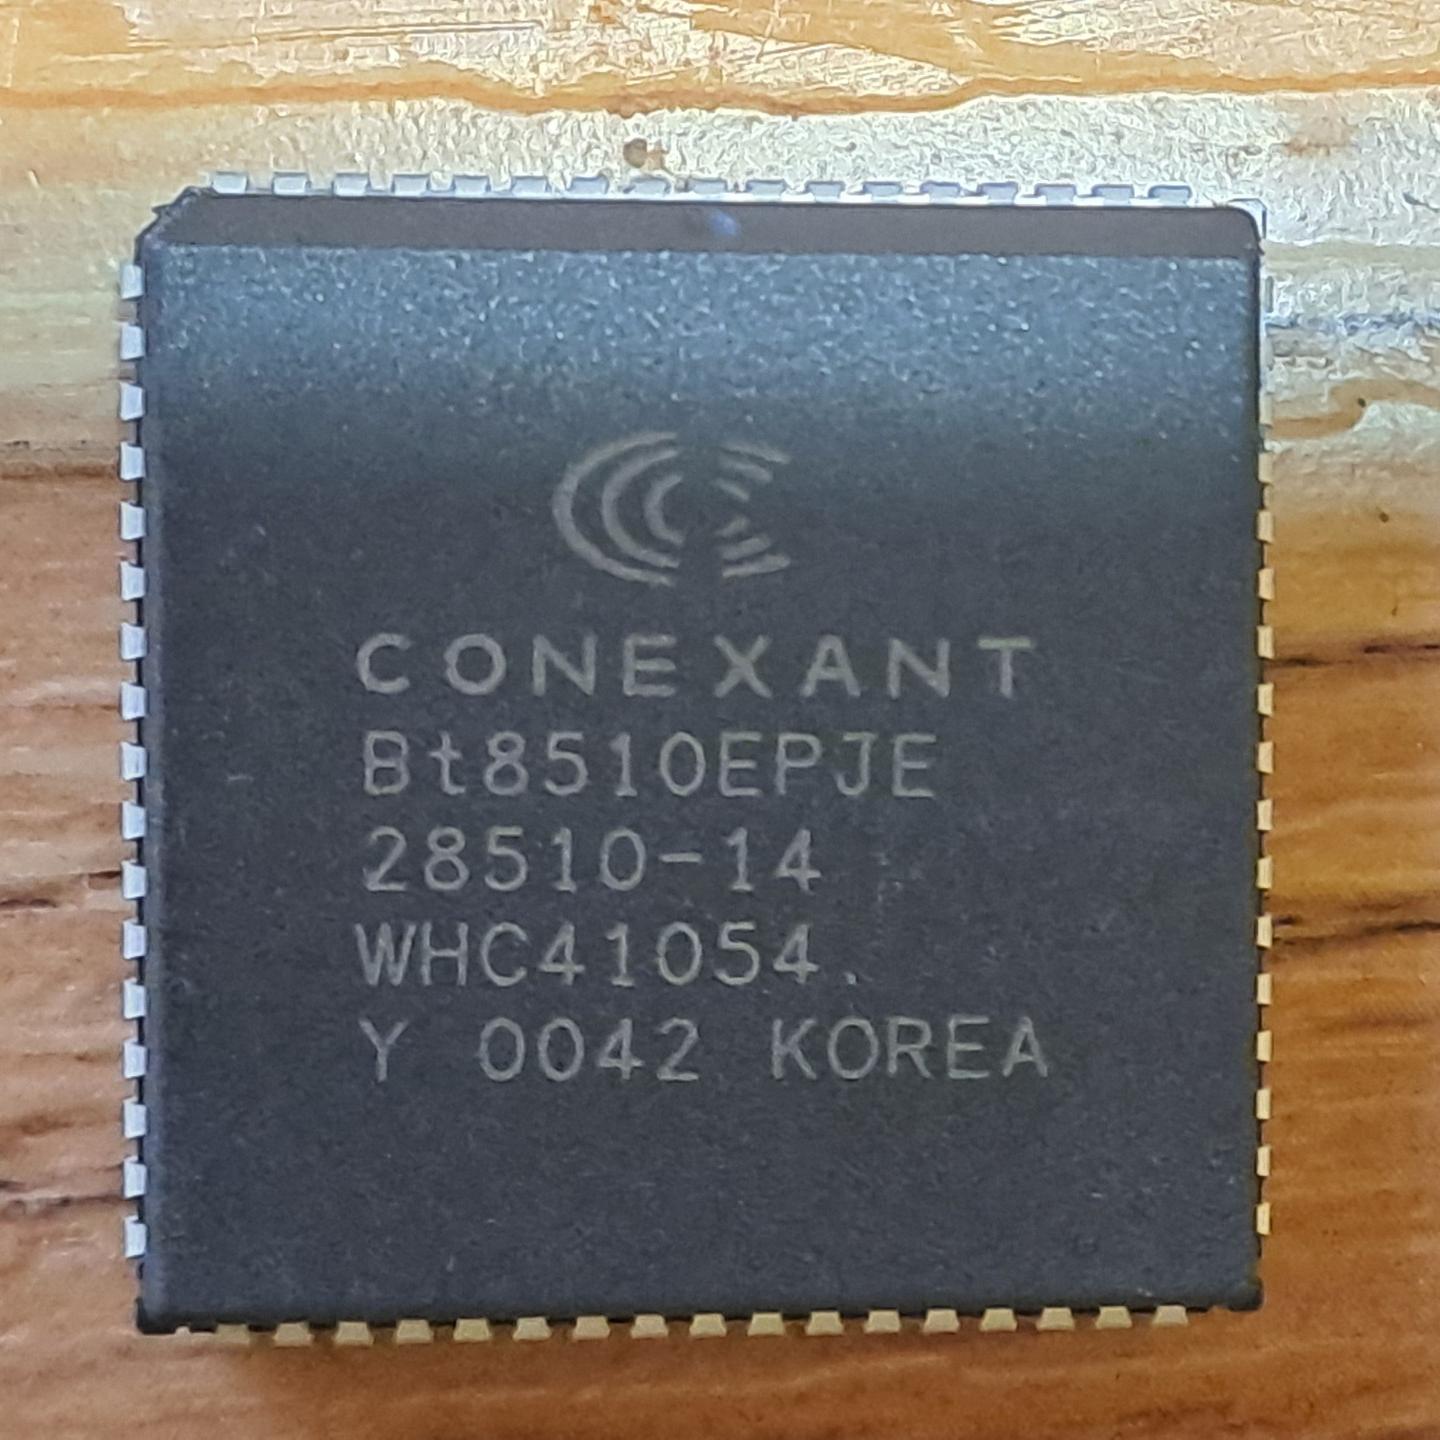 CONEXANT
Bt8510EPJE
28510-14
WHC41054.
Y 0042 KOREA